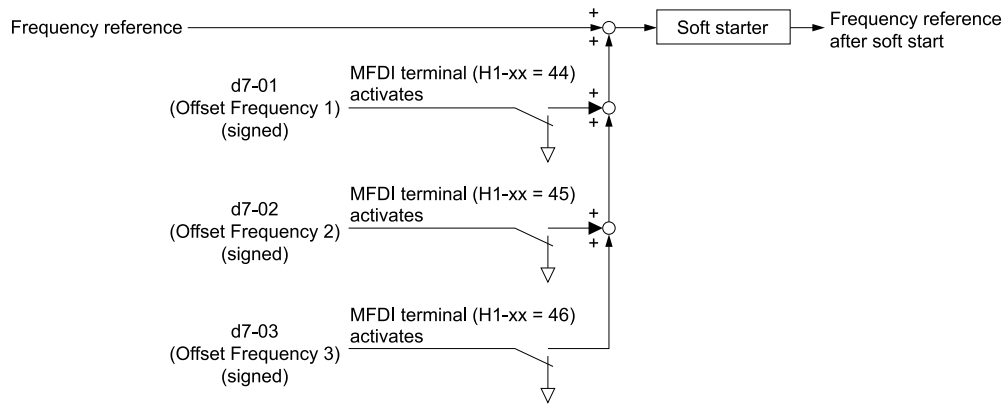 +
Frequency reference
+
Soft starter
Frequency reference
after soft start
d7-01
(Offset Frequency 1)
(signed)
MFDI terminal (H1-xx = 44)
activates
+
+
d7-02
(Offset Frequency 2)
(signed)
MFDI terminal (H1-xx = 45)
activates
+
+
d7-03
(Offset Frequency 3)
(signed)
MFDI terminal (H1-xx = 46)
activates